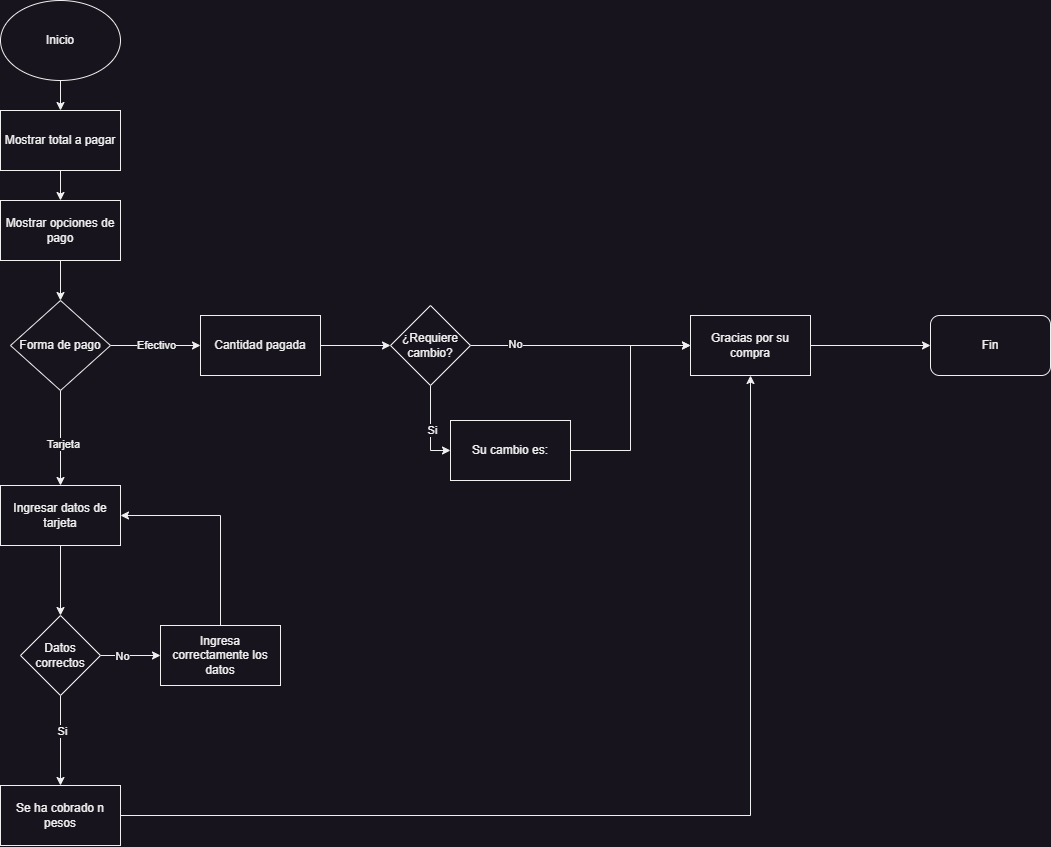 Inicio
Mostrar total a pagar
Mostrar opciones de
pago
Forma de pago
Efectivo
Cantidad pagada
¿Requiere
cambio?
No
Gracias por su
compra
Fin
Si
Su cambio es:
Tarjeta
Ingresar datos de
tarjeta
Datos
correctos
No
Ingresa
correctamente los
datos
Si
Se ha cobrado n
pesos